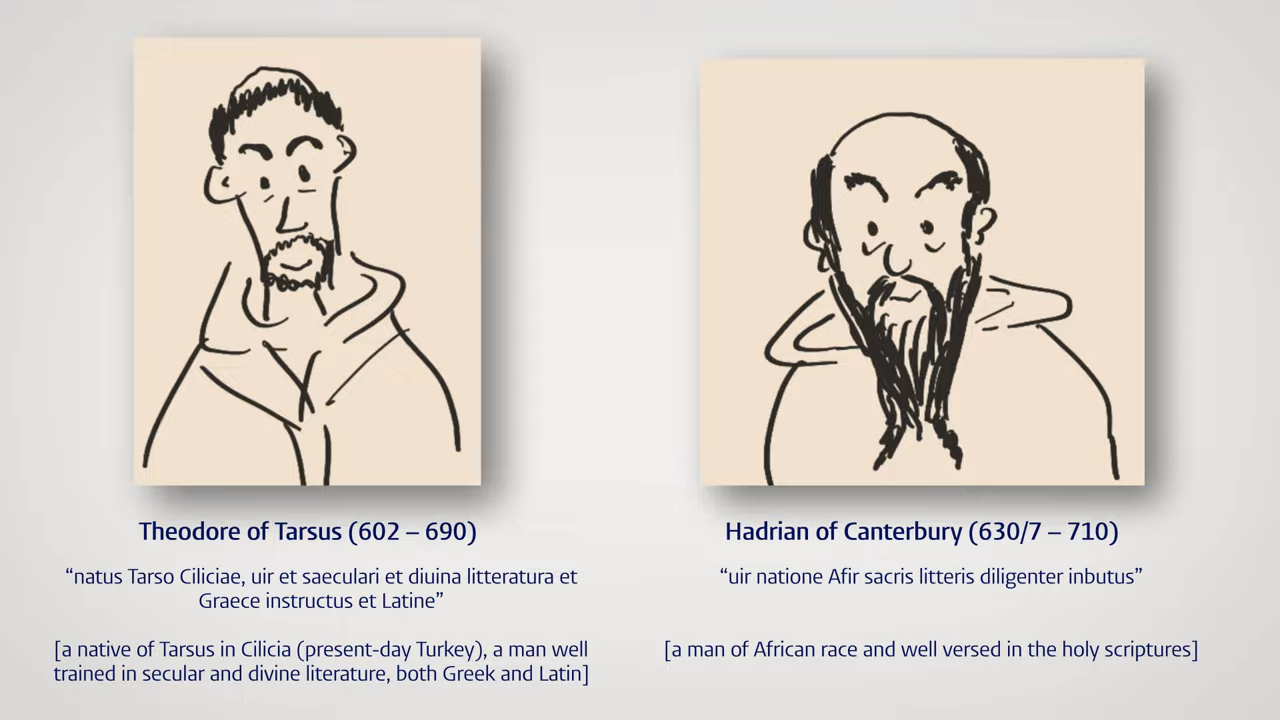 Theodore of Tarsus (602 – 690)
“natus Tarso Ciliciae, uir et saeculari et diuina litteratura et
Graece instructus et Latine”
[a native of Tarsus in Cilicia (present-day Turkey), a man well
trained in secular and divine literature, both Greek and Latin]
Hadrian of Canterbury (630/7 – 710)
“uir natione Afir sacris litteris diligenter inbutus”
[a man of African race and well versed in the holy scriptures]